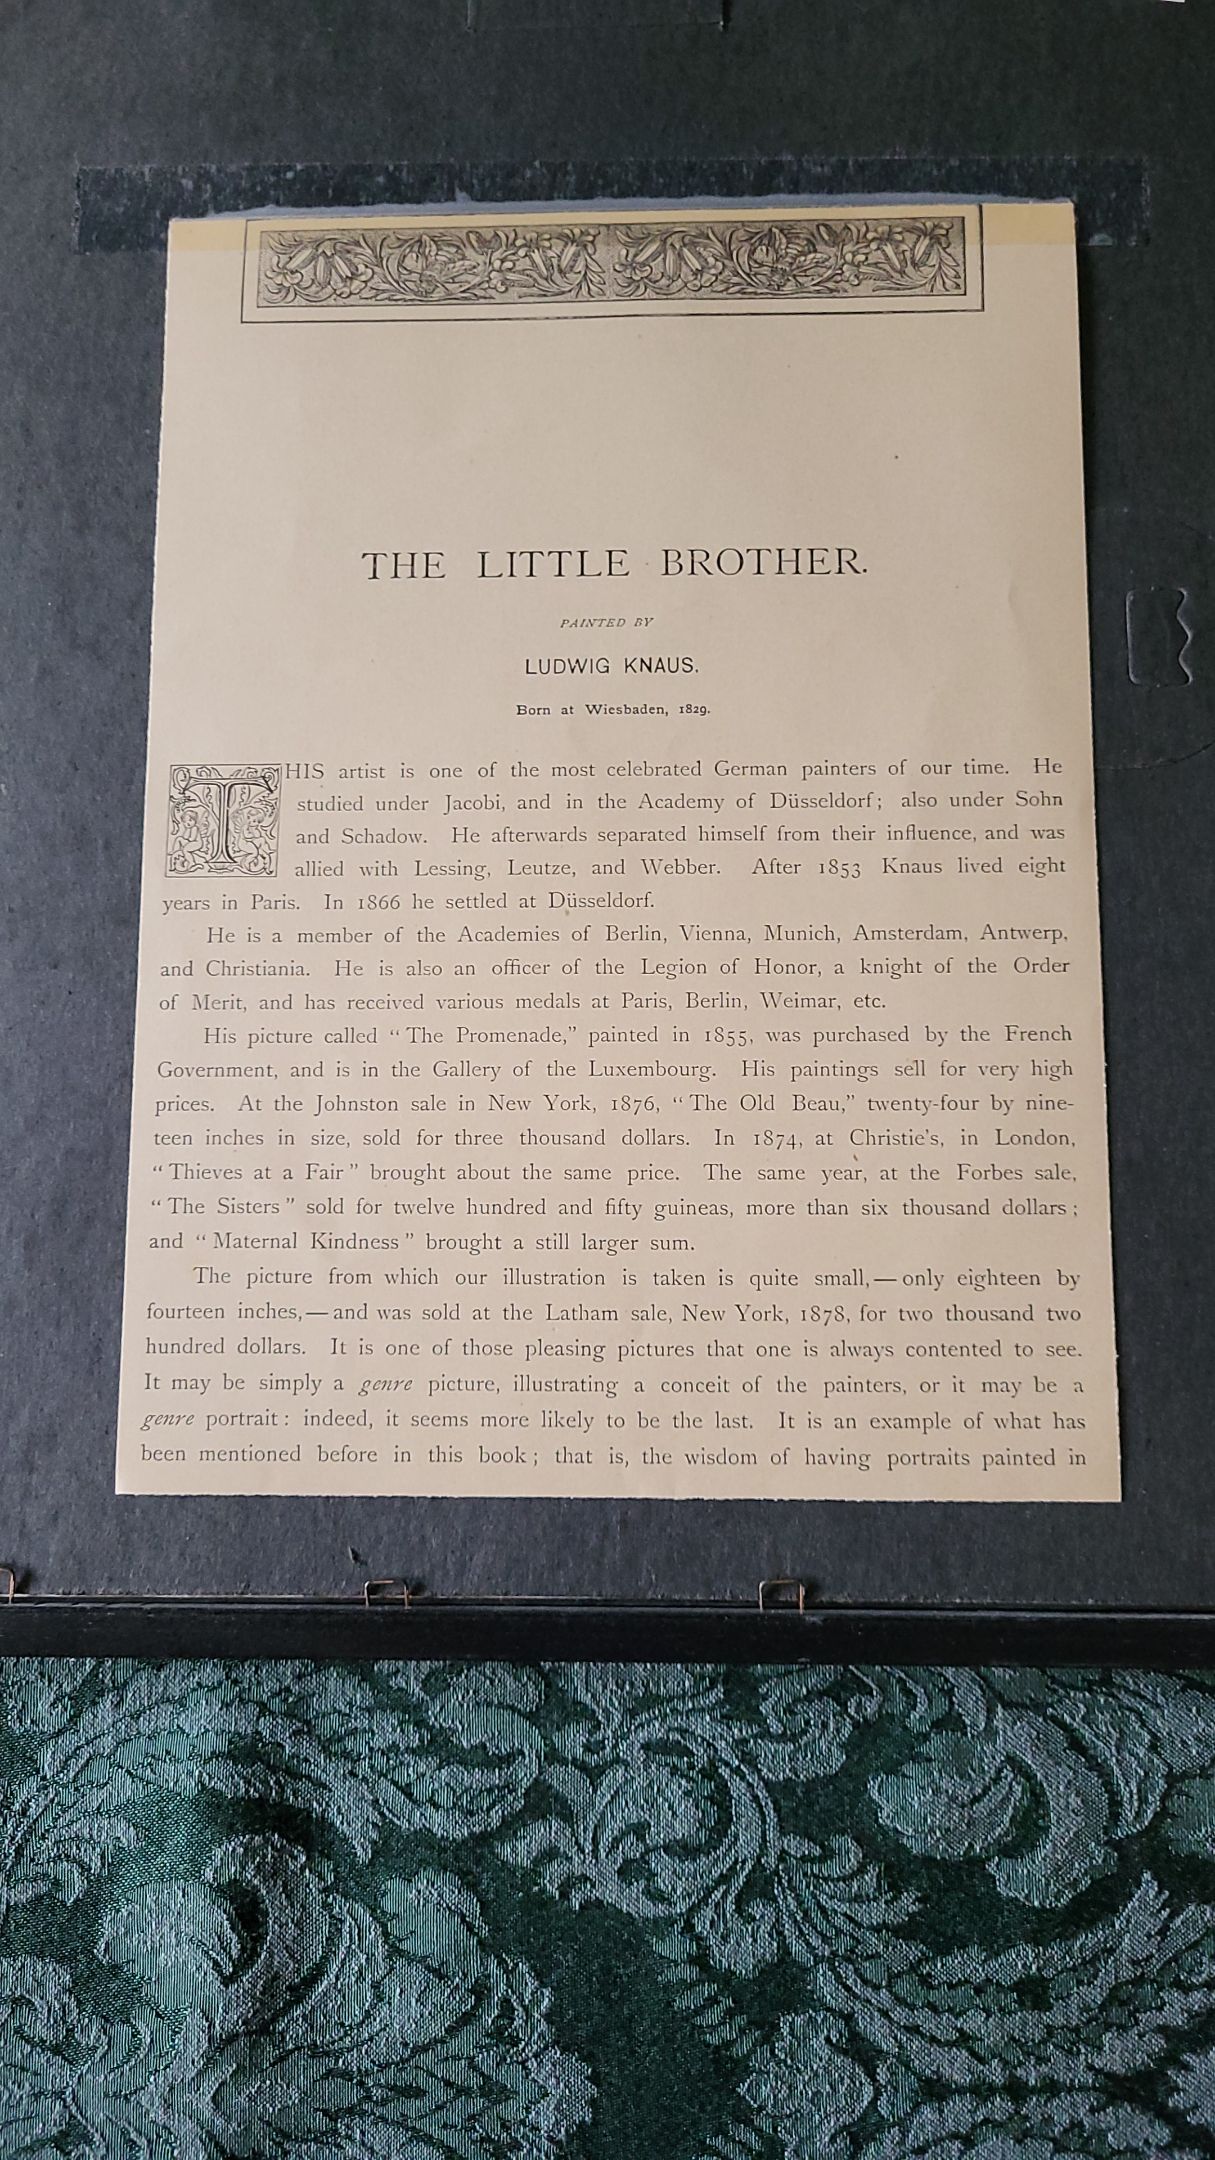 THE LITTLE BROTHER.
PAINTED BY
LUDWIG KNAUS.
Born at Wiesbaden, 1829.
THIS artist is one of the most celebrated German painters of our time. He
studied under Jacobi, and in the Academy of Düsseldorf; also under Sohn
and Schadow. He afterwards separated himself from their influence, and was
allied with Lessing, Leutze, and Webber. After 1853 Knaus lived eight
years in Paris. In 1866 he settled at Düsseldorf.
He is a member of the Academies of Berlin, Vienna, Munich, Amsterdam, Antwerp,
and Christiania. He is also an officer of the Legion of Honor, a knight of the Order
of Merit, and has received various medals at Paris, Berlin, Weimar, etc.
His picture called “The Promenade,” painted in 1855, was purchased by the French
Government, and is in the Gallery of the Luxembourg. His paintings sell for very high
prices. At the Johnston sale in New York, 1876, “The Old Beau,” twenty-four by nine-
teen inches in size, sold for three thousand dollars. In 1874, at Christie's, in London,
“Thieves at a Fair” brought about the same price. The same year, at the Forbes sale,
“The Sisters” sold for twelve hundred and fifty guineas, more than six thousand dollars;
and “Maternal Kindness” brought a still larger sum.
The picture from which our illustration is taken is quite small,—only eighteen by
fourteen inches,—and was sold at the Latham sale, New York, 1878, for two thousand two
hundred dollars. It is one of those pleasing pictures that one is always contented to see.
It may be simply a genre picture, illustrating a conceit of the painters, or it may be a
genre portrait: indeed, it seems more likely to be the last. It is an example of what has
been mentioned before in this book; that is, the wisdom of having portraits painted in